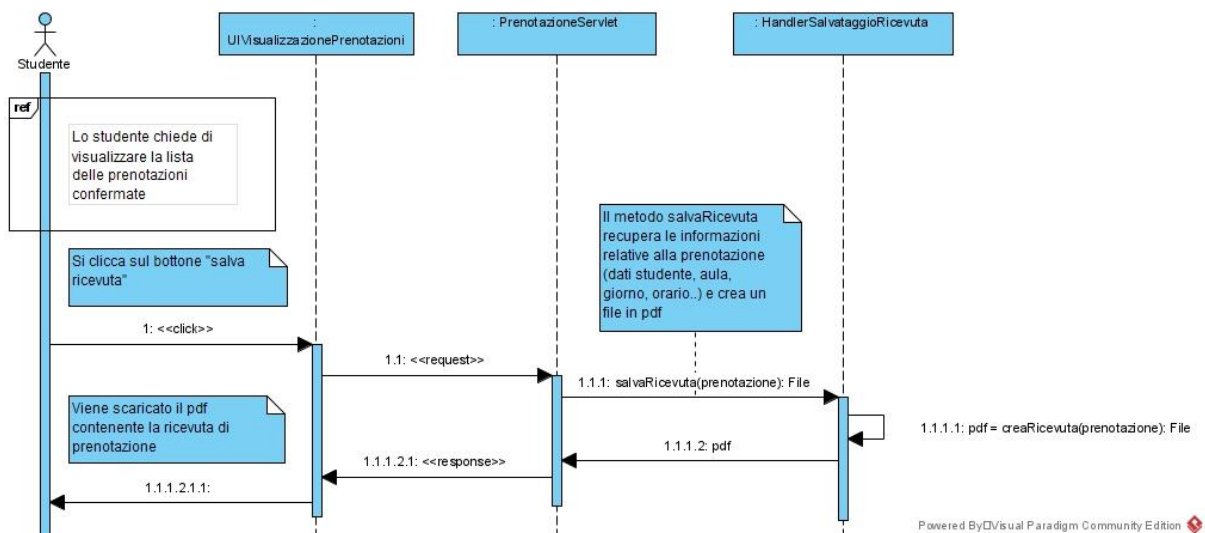 :
UIVisualizzazionePrenotazioni
: PrenotazioneServlet
: HandlerSalvataggioRicevuta
Studente
ref
Lo studente chiede di
visualizzare la lista
delle prenotazioni
confermate
Il metodo salvaRicevuta
recupera le informazioni
relative alla prenotazione
(dati studente, aula,
giorno, orario..) e crea un
file in pdf
Si clicca sul bottone "salva
ricevuta"
1: <<click>>
1.1: <<request>>
1.1.1: salvaRicevuta(prenotazione): File
Viene scaricato il pdf
contenente la ricevuta di
prenotazione
1.1.1.1: pdf = creaRicevuta(prenotazione): File
1.1.1.2: pdf
1.1.1.2.1: <<response>>
1.1.1.2.1.1:
Powered By□Visual Paradigm Community Edition